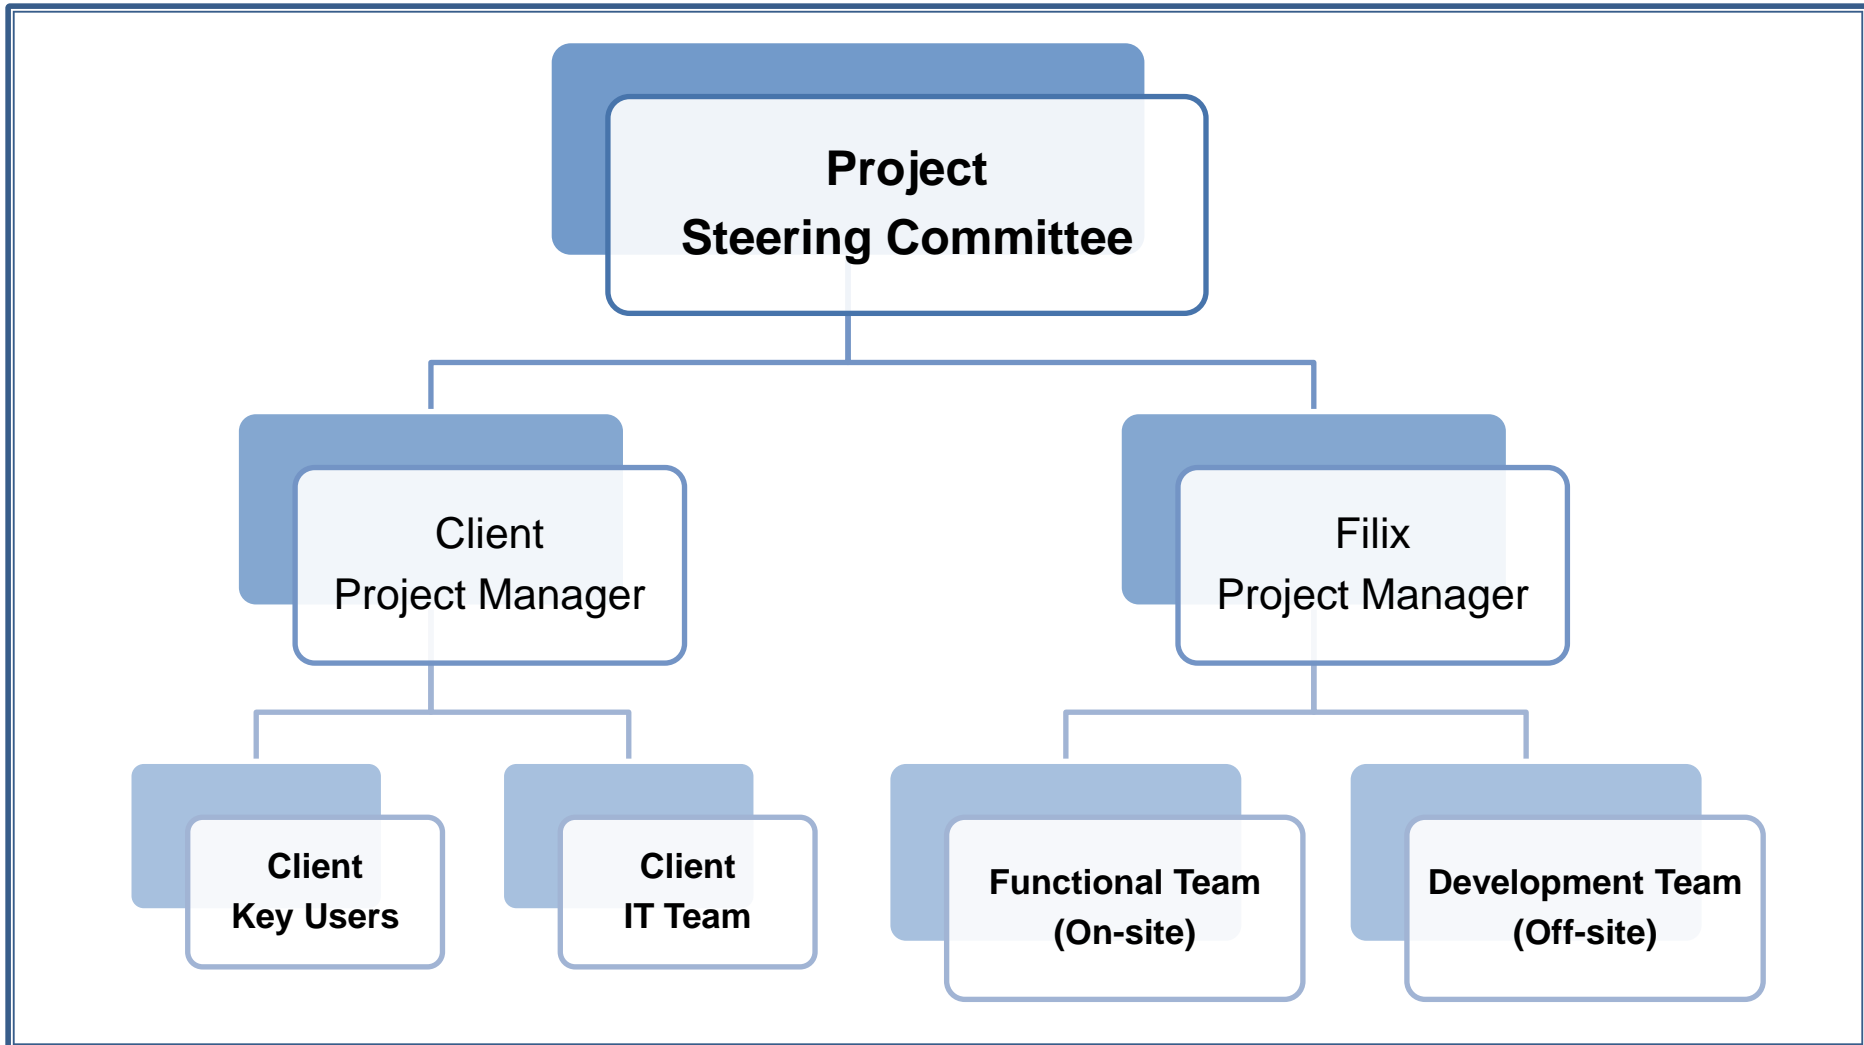 Project
Steering Committee
Client
Project Manager
Filix
Project Manager
Client
Key Users
Client
IT Team
Functional Team
(On-site)
Development Team
(Off-site)